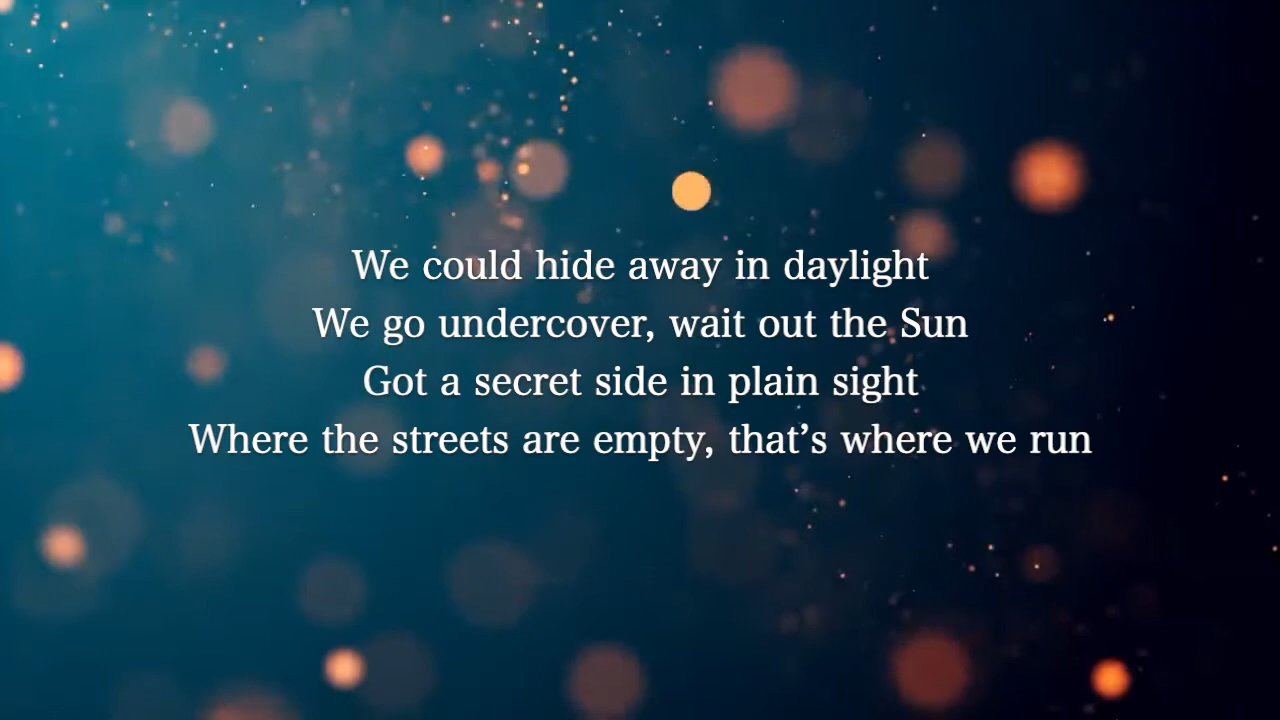 We could hide away in daylight
We go undercover, wait out the Sun
Got a secret side in plain sight
Where the streets are empty, that’s where we run